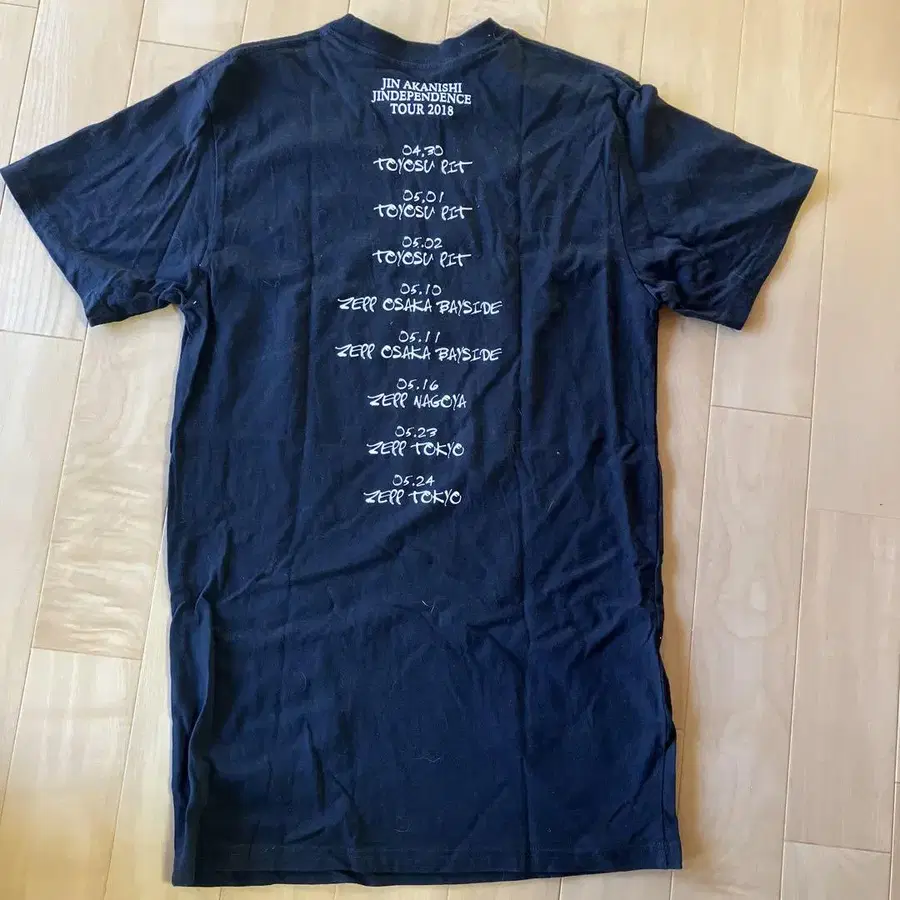 JIN AKANISHI
JINDEPENDENCE
TOUR 2018
04.30
TOYOSU PIT
05.01
TOYOSU PIT
05.02
TOYOSU PIT
05.10
ZEPP OSAKA BAYSIDE
05.11
ZEPP OSAKA BAYSIDE
05.16
ZEPP NAGOYA
05.23
ZEPP TOKYO
05.24
ZEPP TOKYO